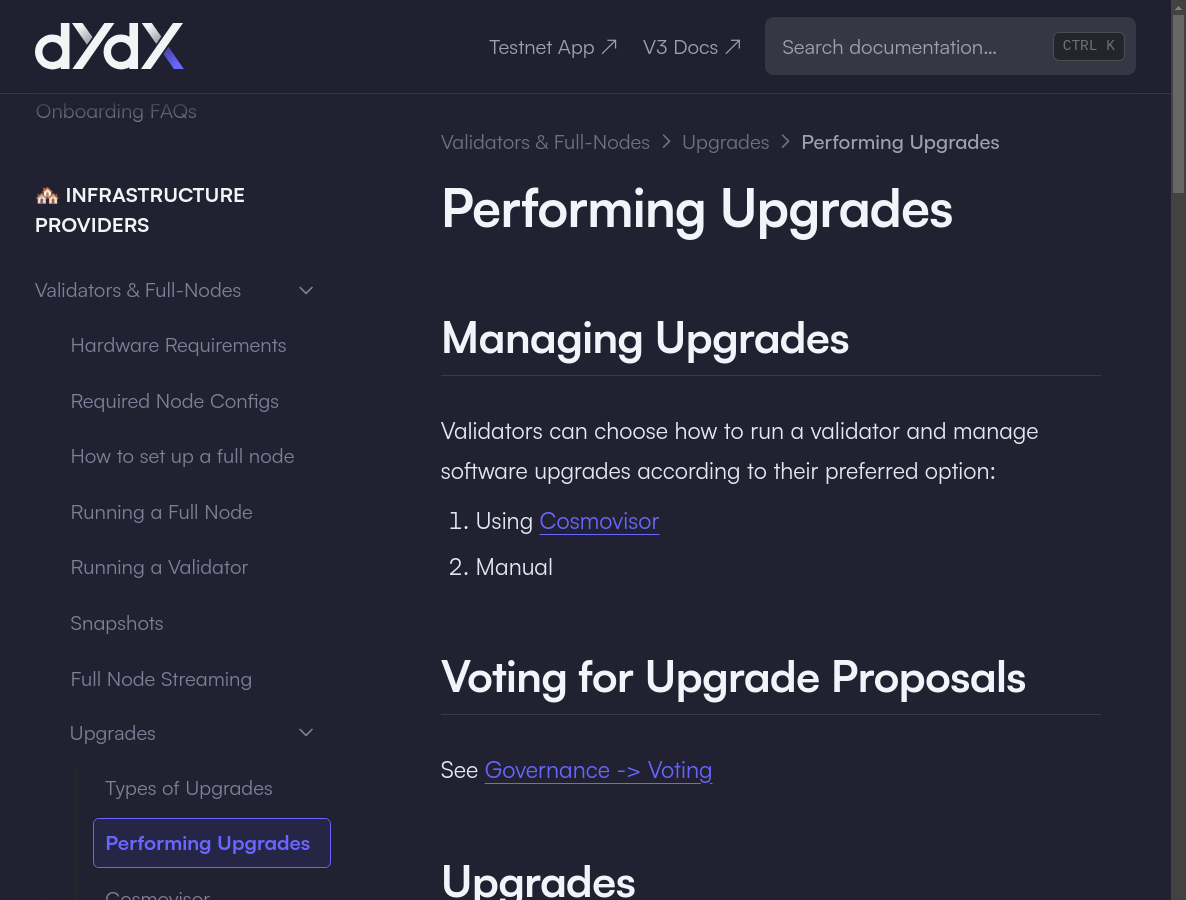 dYdX
Testnet App
V3 Docs
Search documentation...
CTRL K
Onboarding FAQs
INFRASTRUCTURE
PROVIDERS
Validators & Full-Nodes
Hardware Requirements
Required Node Configs
How to set up a full node
Running a Full Node
Running a Validator
Snapshots
Full Node Streaming
Upgrades
Types of Upgrades
Performing Upgrades
Cosmovisor
Validators & Full-Nodes > Upgrades > Performing Upgrades
Performing Upgrades
Managing Upgrades
Validators can choose how to run a validator and manage
software upgrades according to their preferred option:
1. Using Cosmovisor
2. Manual
Voting for Upgrade Proposals
See Governance -> Voting
Upgrades